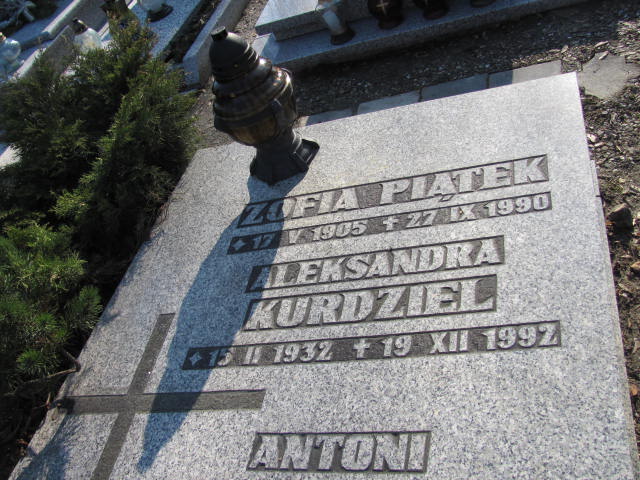 ZOFIA PIĄTEK
✦ 17 V 1905 ✝ 27 IX 1990
ALEKSANDRA
KURDZIEL
✦ 15 II 1932 ✝ 19 XII 1992
ANTONI